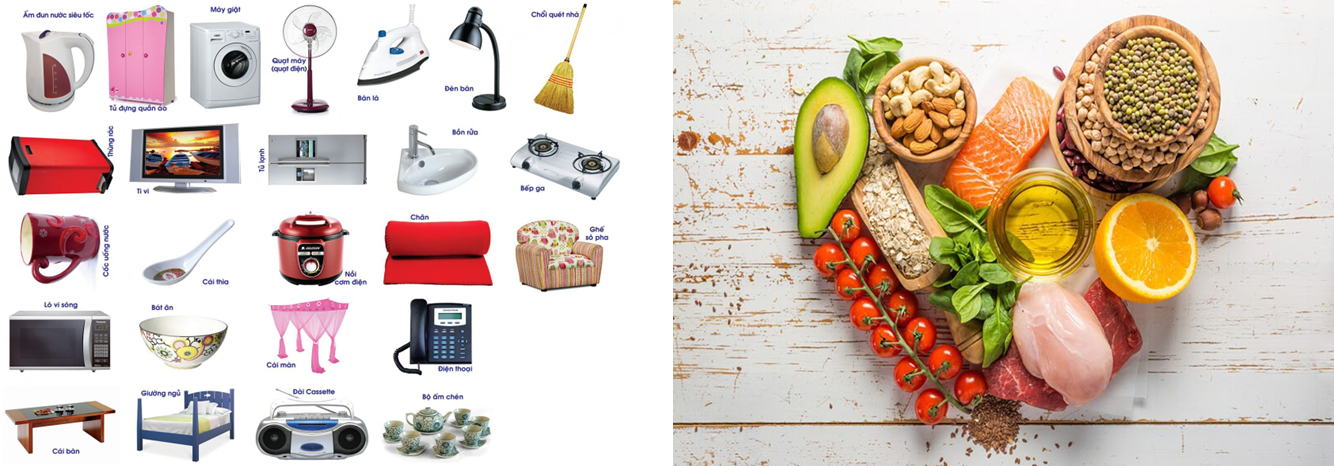 Ấm đun nước siêu tốc
Máy giặt
Chổi quét nhà
Quạt máy
(quạt điện)
Bàn là
Đèn bàn
Tủ đựng quần áo
Thùng rác
Ti vi
Tủ lạnh
Bồn rửa
Bếp ga
Cốc uống nước
Cái thìa
Nồi
cơm điện
Chăn
Ghế
sô pha
Lò vi sóng
Bát ăn
Cái màn
Điện thoại
Cái bàn
Giường ngủ
Đài Cassette
Bộ ấm chén